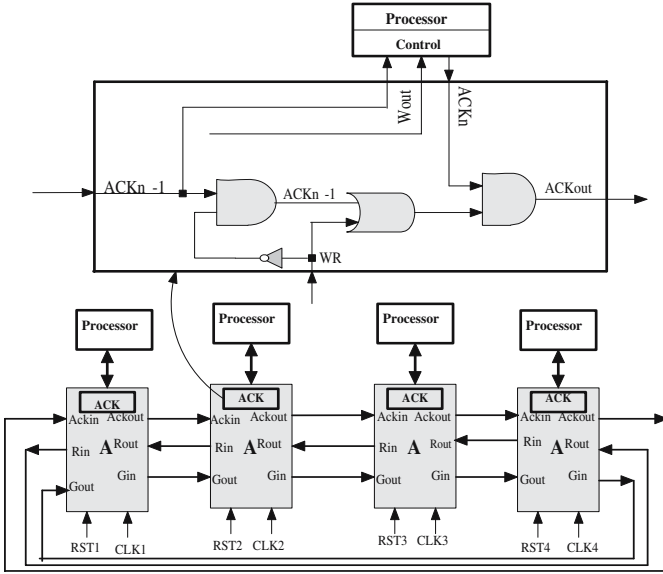 Processor
Control
Wout
ACKn
ACKn -1
ACKn -1
ACKout
WR
Processor
Processor
Processor
Processor
ACK
ACK
ACK
ACK
Ackin Ackout
Ackin Ackout
Ackin Ackout
Ackin Ackout
Rin A Rout
Rin A Rout
Rin A Rout
Rin A Rout
Gout Gin
Gout Gin
Gout Gin
Gout Gin
RST1 CLK1
RST2 CLK2
RST3 CLK3
RST4 CLK4